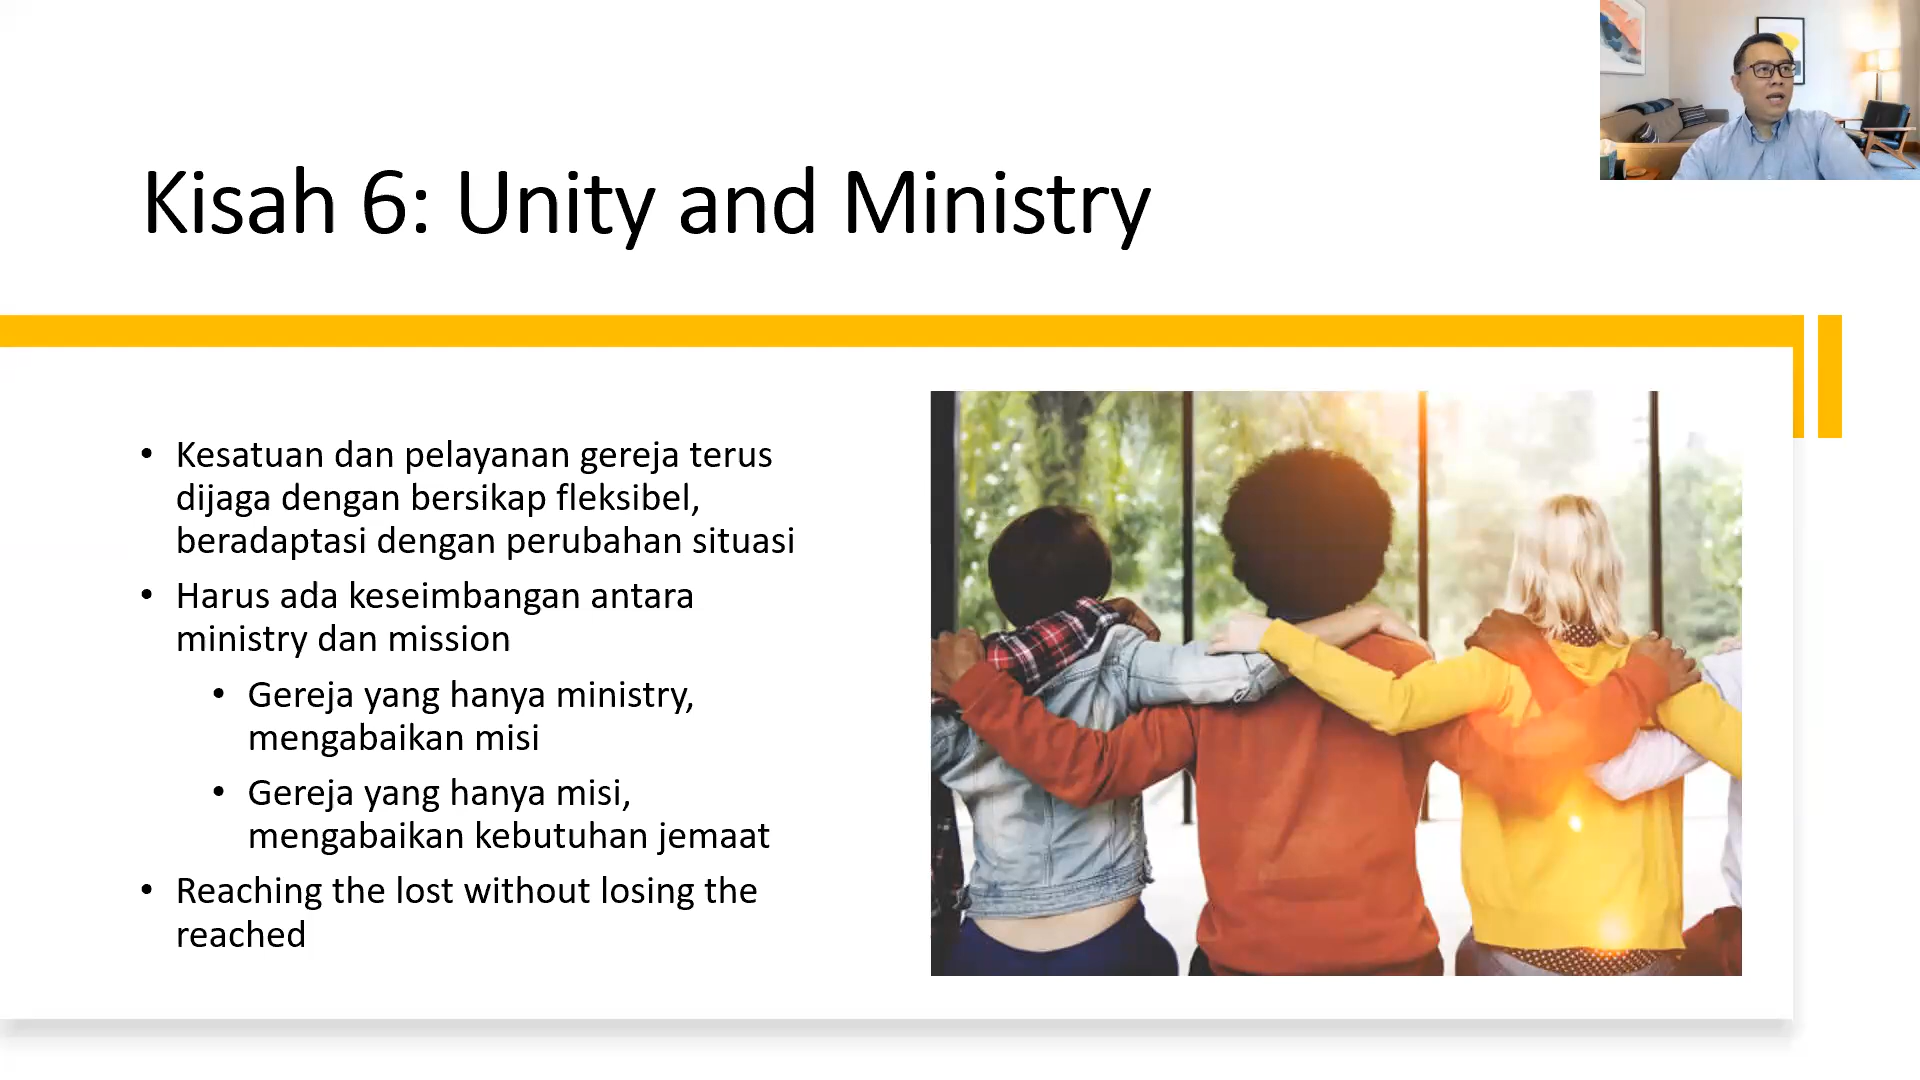 Kisah 6: Unity and Ministry
• Kesatuan dan pelayanan gereja terus
dijaga dengan bersikap fleksibel,
beradaptasi dengan perubahan situasi
• Harus ada keseimbangan antara
ministry dan mission
• Gereja yang hanya ministry,
mengabaikan misi
• Gereja yang hanya misi,
mengabaikan kebutuhan jemaat
• Reaching the lost without losing the
reached